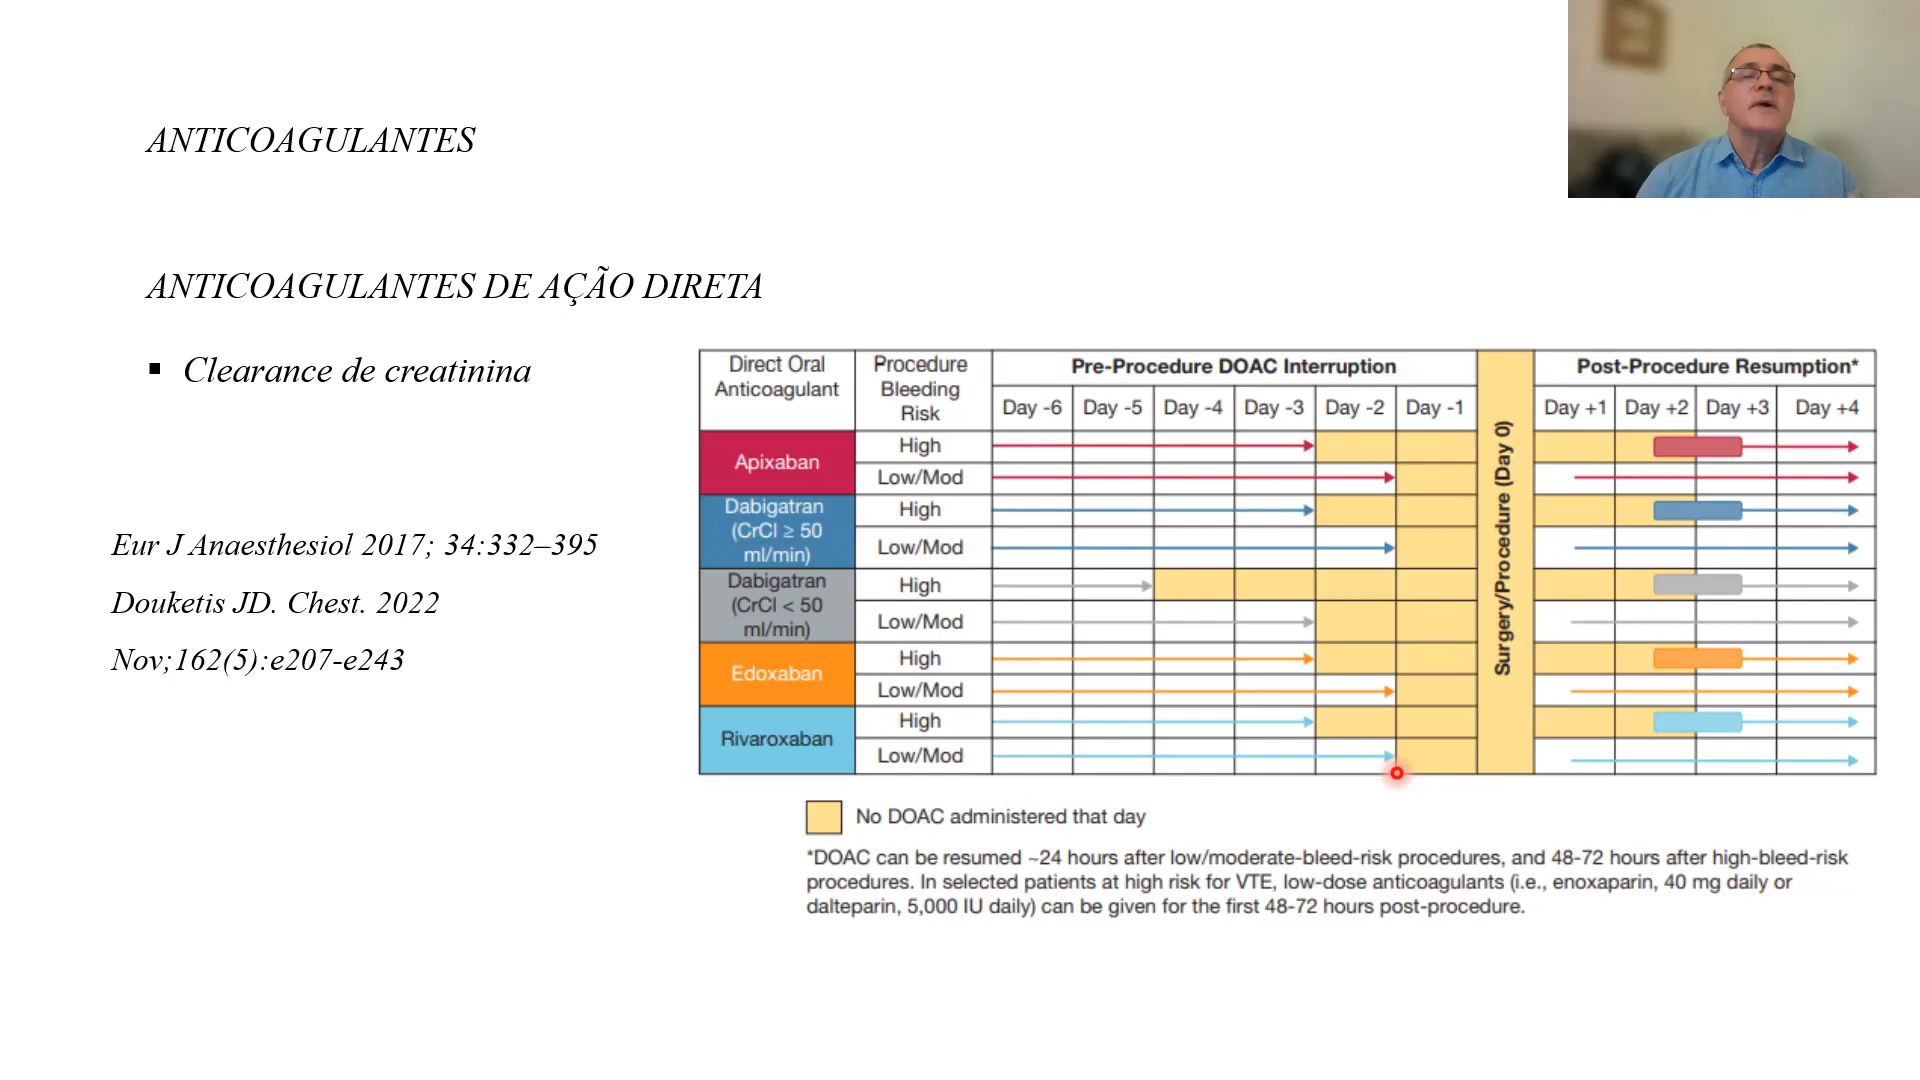 ANTICOAGULANTES
ANTICOAGULANTES DE AÇÃO DIRETA
▪ Clearance de creatinina
Eur J Anaesthesiol 2017; 34:332–395
Douketis JD. Chest. 2022
Nov;162(5):e207-e243
Direct Oral
Anticoagulant
Procedure
Bleeding
Risk
Pre-Procedure DOAC Interruption
Day -6 Day -5 Day -4 Day -3 Day -2 Day -1
Surgery/Procedure (Day 0)
Post-Procedure Resumption*
Day +1 Day +2 Day +3 Day +4
Apixaban
High
Low/Mod
Dabigatran
(CrCl ≥ 50
ml/min)
High
Low/Mod
Dabigatran
(CrCl < 50
ml/min)
High
Low/Mod
Edoxaban
High
Low/Mod
Rivaroxaban
High
Low/Mod
No DOAC administered that day
*DOAC can be resumed ~24 hours after low/moderate-bleed-risk procedures, and 48-72 hours after high-bleed-risk
procedures. In selected patients at high risk for VTE, low-dose anticoagulants (i.e., enoxaparin, 40 mg daily or
dalteparin, 5,000 IU daily) can be given for the first 48-72 hours post-procedure.